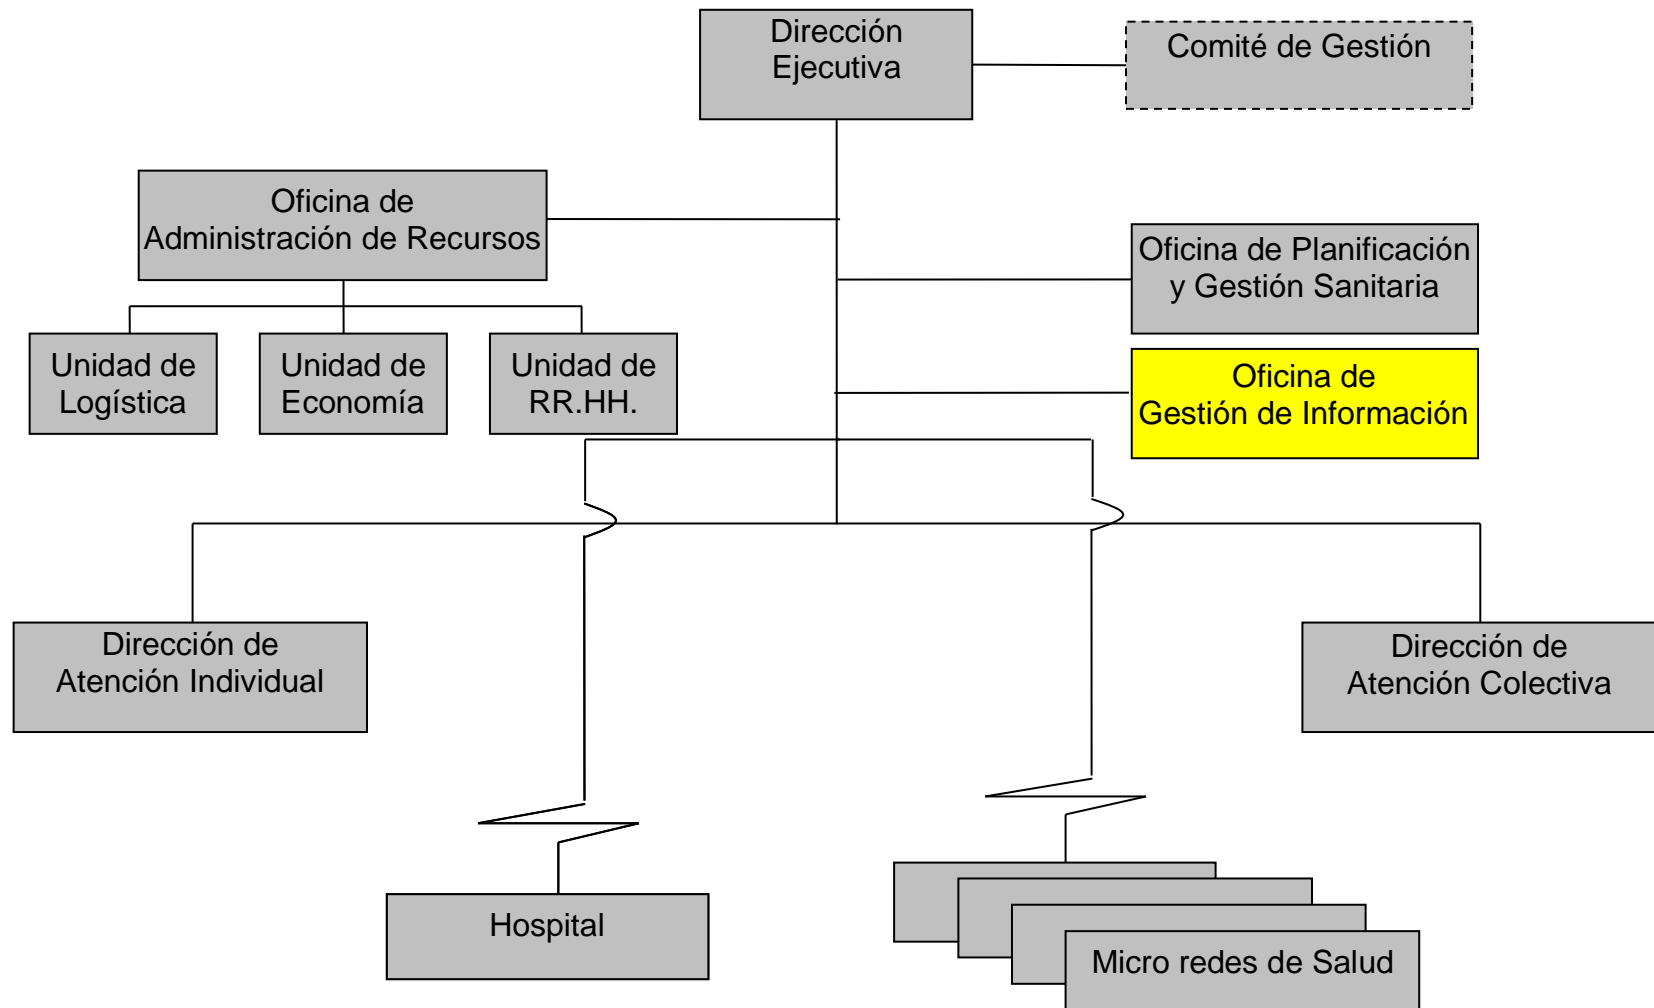 Dirección
Ejecutiva
Comité de Gestión
Oficina de
Administración de Recursos
Oficina de Planificación
y Gestión Sanitaria
Unidad de
Logística
Unidad de
Economía
Unidad de
RR.HH.
Oficina de
Gestión de Información
Dirección de
Atención Individual
Dirección de
Atención Colectiva
Hospital
Micro redes de Salud